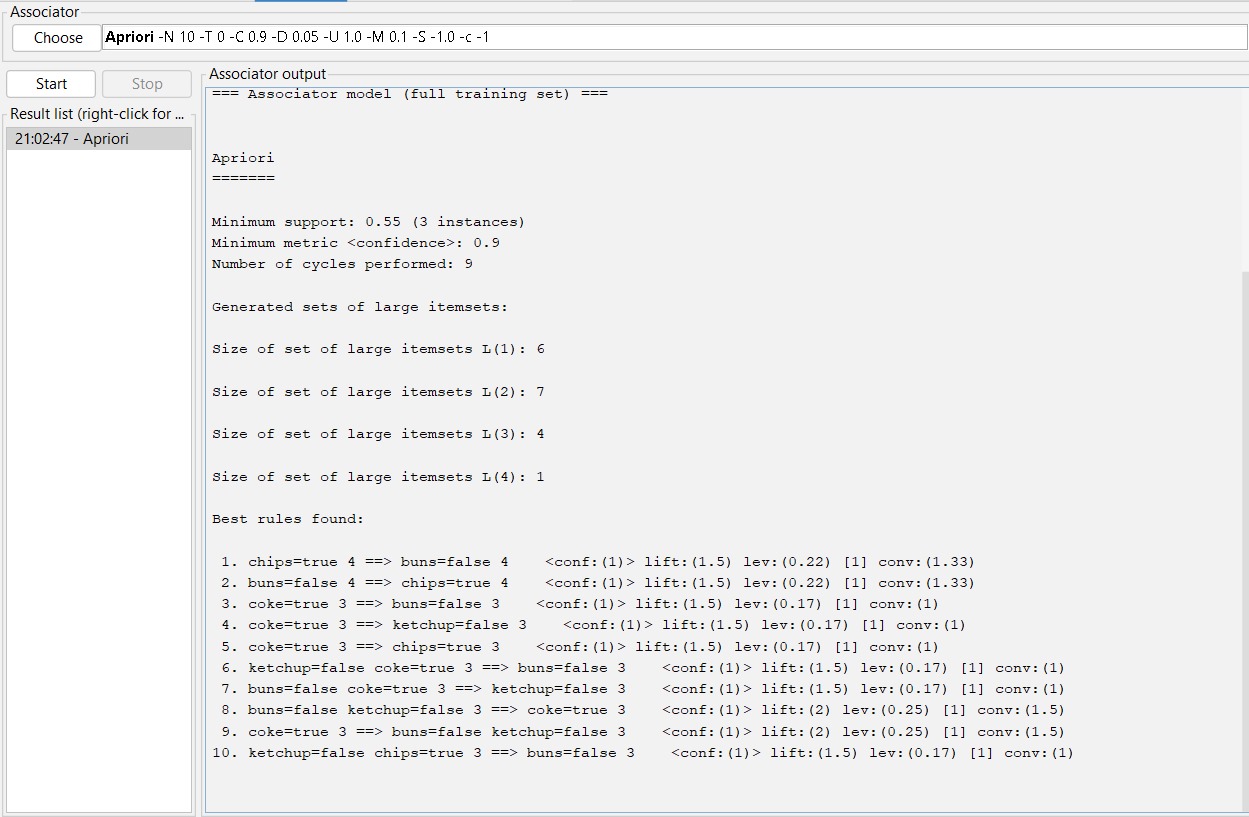 Associator
Choose Apriori -N 10 -T 0 -C 0.9 -D 0.05 -U 1.0 -M 0.1 -S -1.0 -c -1
Start Stop
Result list (right-click for ...
21:02:47 - Apriori
Associator output
=== Associator model (full training set) ===
Apriori
=======
Minimum support: 0.55 (3 instances)
Minimum metric <confidence>: 0.9
Number of cycles performed: 9
Generated sets of large itemsets:
Size of set of large itemsets L(1): 6
Size of set of large itemsets L(2): 7
Size of set of large itemsets L(3): 4
Size of set of large itemsets L(4): 1
Best rules found:
1. chips=true 4 ==> buns=false 4 <conf:(1)> lift:(1.5) lev:(0.22) [1] conv:(1.33)
2. buns=false 4 ==> chips=true 4 <conf:(1)> lift:(1.5) lev:(0.22) [1] conv:(1.33)
3. coke=true 3 ==> buns=false 3 <conf:(1)> lift:(1.5) lev:(0.17) [1] conv:(1)
4. coke=true 3 ==> ketchup=false 3 <conf:(1)> lift:(1.5) lev:(0.17) [1] conv:(1)
5. coke=true 3 ==> chips=true 3 <conf:(1)> lift:(1.5) lev:(0.17) [1] conv:(1)
6. ketchup=false coke=true 3 ==> buns=false 3 <conf:(1)> lift:(1.5) lev:(0.17) [1] conv:(1)
7. buns=false coke=true 3 ==> ketchup=false 3 <conf:(1)> lift:(1.5) lev:(0.17) [1] conv:(1)
8. buns=false ketchup=false 3 ==> coke=true 3 <conf:(1)> lift:(2) lev:(0.25) [1] conv:(1.5)
9. coke=true 3 ==> buns=false ketchup=false 3 <conf:(1)> lift:(2) lev:(0.25) [1] conv:(1.5)
10. ketchup=false chips=true 3 ==> buns=false 3 <conf:(1)> lift:(1.5) lev:(0.17) [1] conv:(1)